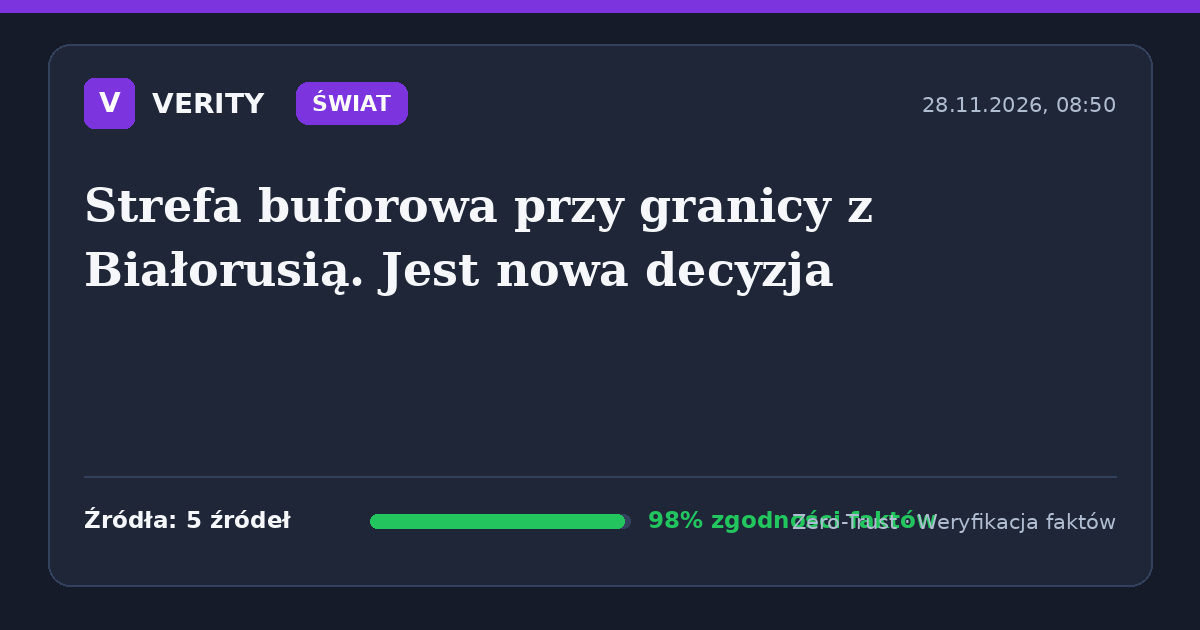 V VERITY ŚWIAT 28.11.2026, 08:50
Strefa buforowa przy granicy z
Białorusią. Jest nowa decyzja
Źródła: 5 źródeł 98% zgodności faktów Zero-Trust · Weryfikacja faktów